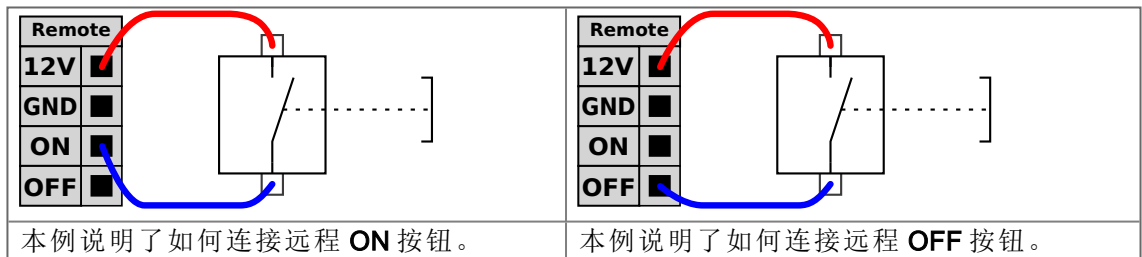 Remote
12V
GND
ON
OFF
本例说明了如何连接远程 ON 按钮。
Remote
12V
GND
ON
OFF
本例说明了如何连接远程 OFF 按钮。